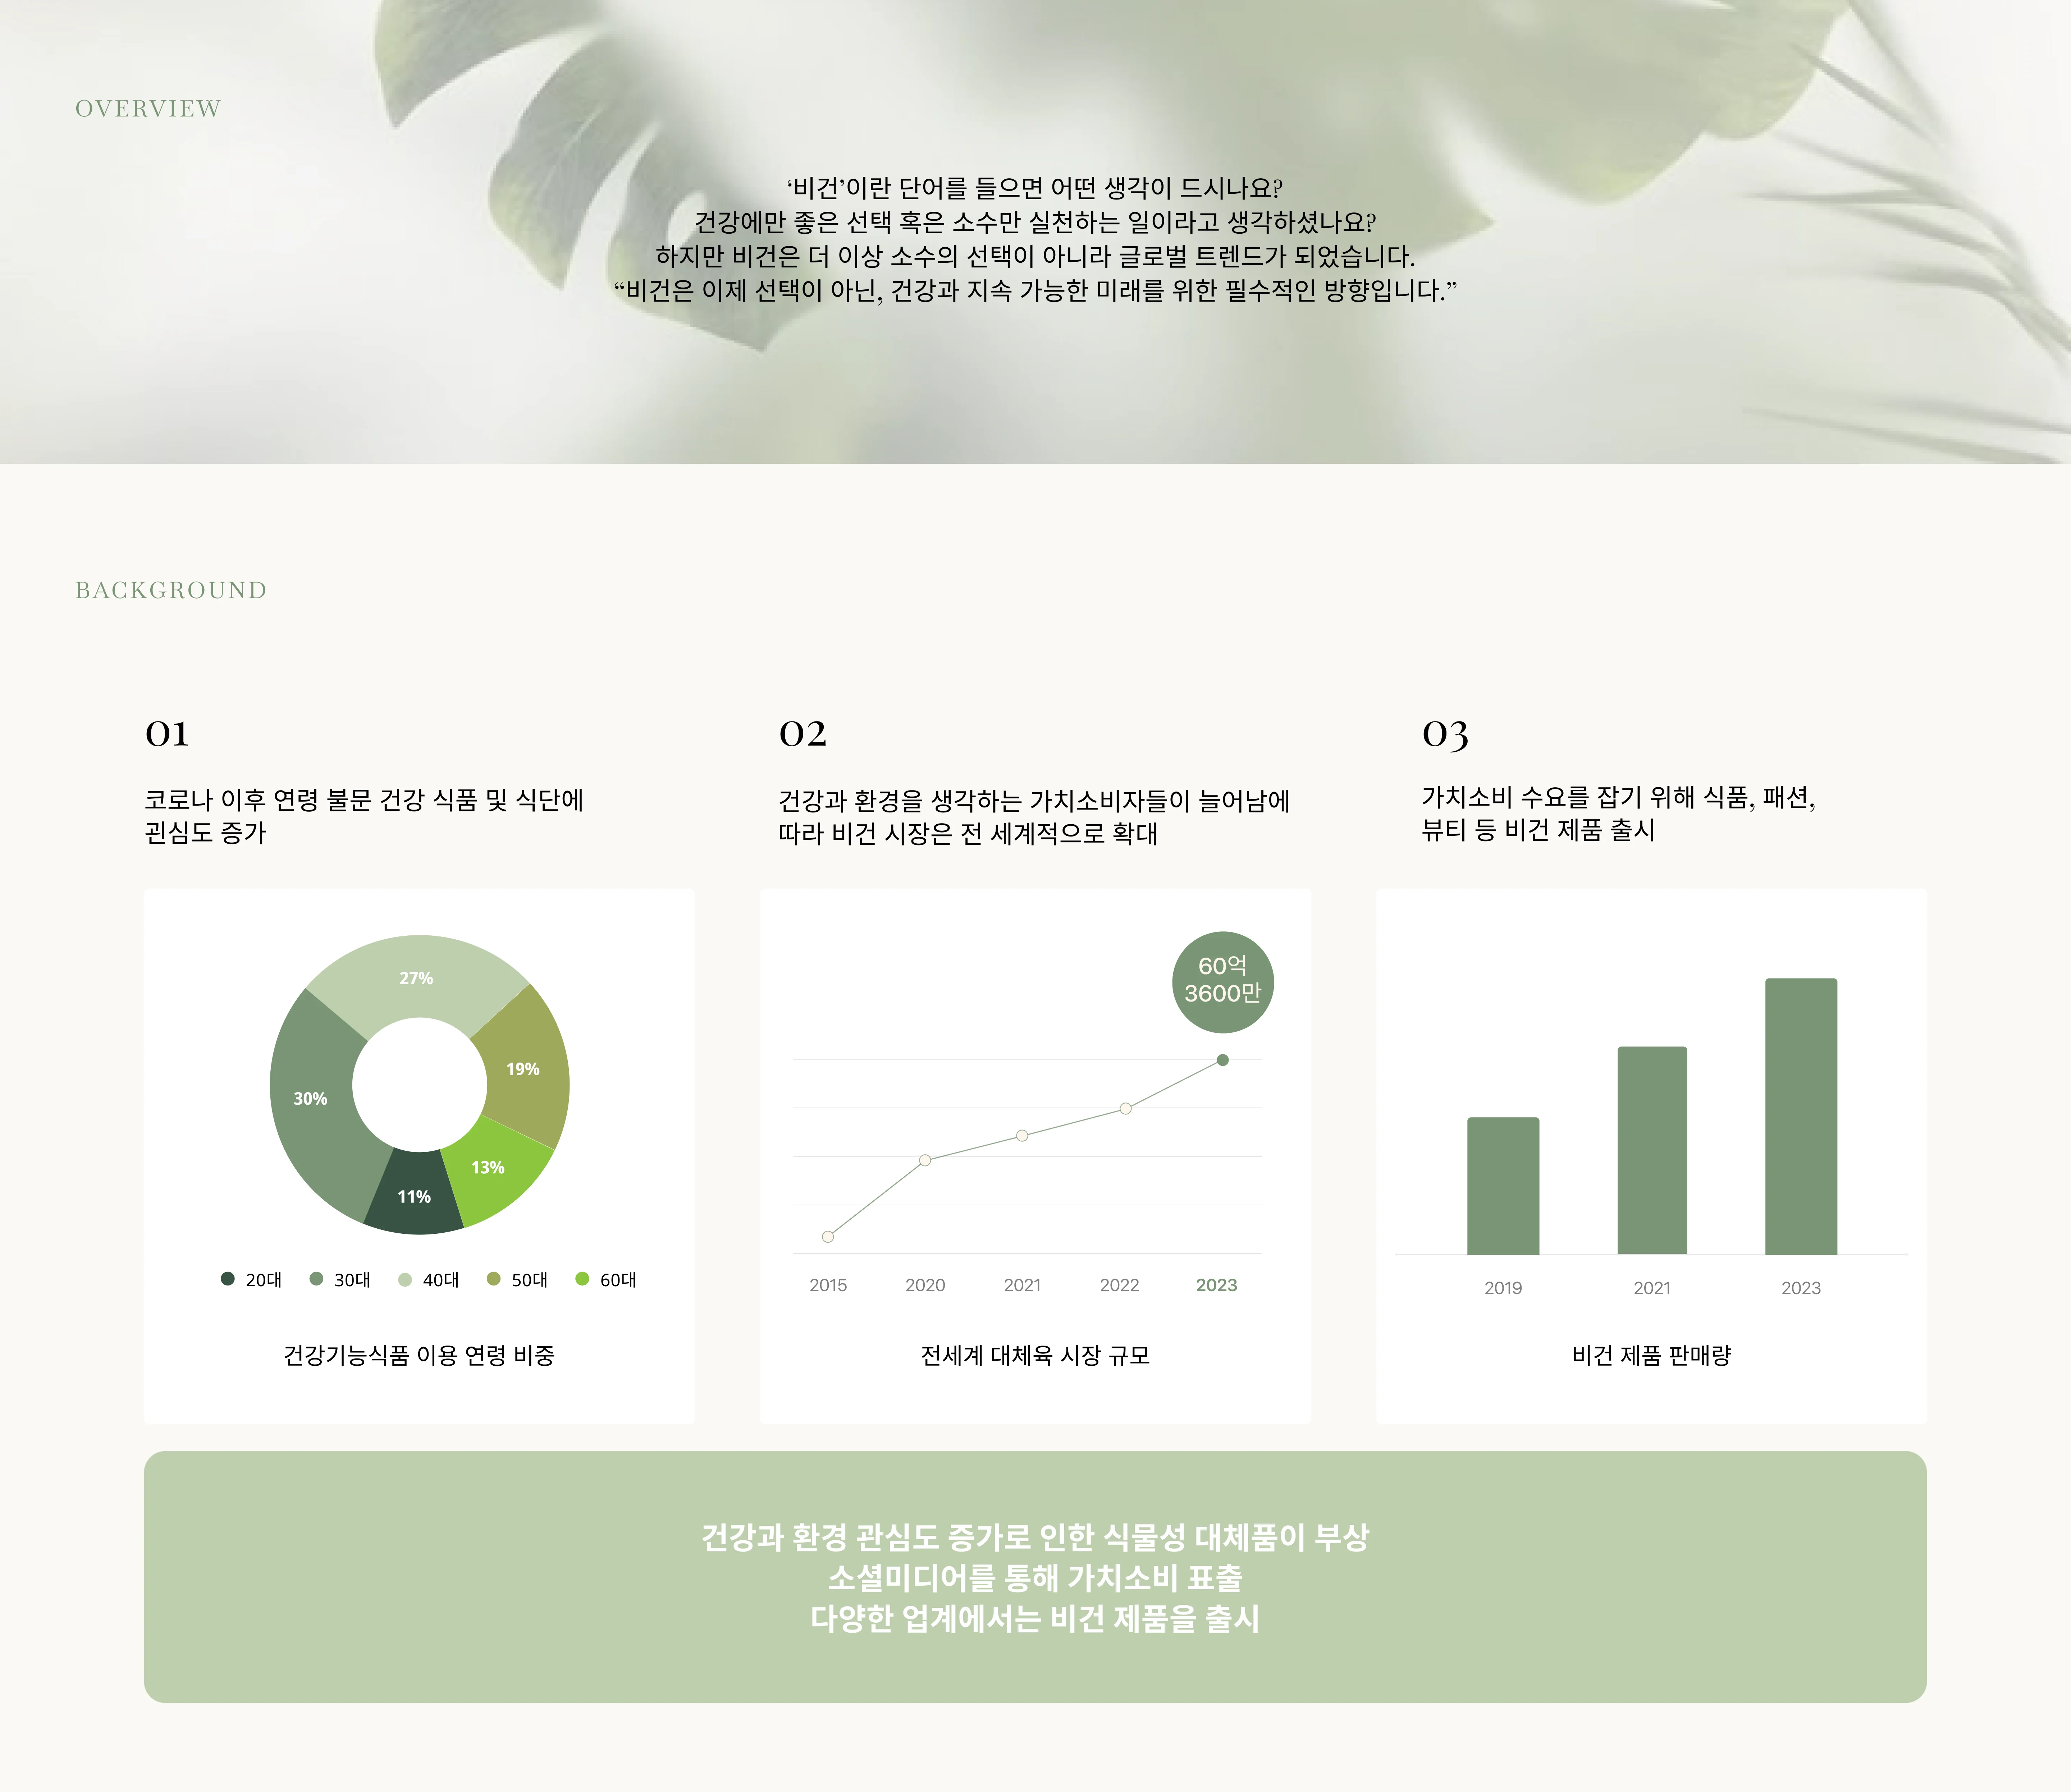 OVERVIEW
‘비건’이란 단어를 들으면 어떤 생각이 드시나요?
건강에만 좋은 선택 혹은 소수만 실천하는 일이라고 생각하셨나요?
하지만 비건은 더 이상 소수의 선택이 아니라 글로벌 트렌드가 되었습니다.
“비건은 이제 선택이 아닌, 건강과 지속 가능한 미래를 위한 필수적인 방향입니다.”
BACKGROUND
01
코로나 이후 연령 불문 건강 식품 및 식단에
괸심도 증가
27%
19%
30%
13%
11%
20대 30대 40대 50대 60대
건강기능식품 이용 연령 비중
02
건강과 환경을 생각하는 가치소비자들이 늘어남에
따라 비건 시장은 전 세계적으로 확대
60억
3600만
2015 2020 2021 2022 2023
전세계 대체육 시장 규모
03
가치소비 수요를 잡기 위해 식품, 패션,
뷰티 등 비건 제품 출시
2019 2021 2023
비건 제품 판매량
건강과 환경 관심도 증가로 인한 식물성 대체품이 부상
소셜미디어를 통해 가치소비 표출
다양한 업계에서는 비건 제품을 출시